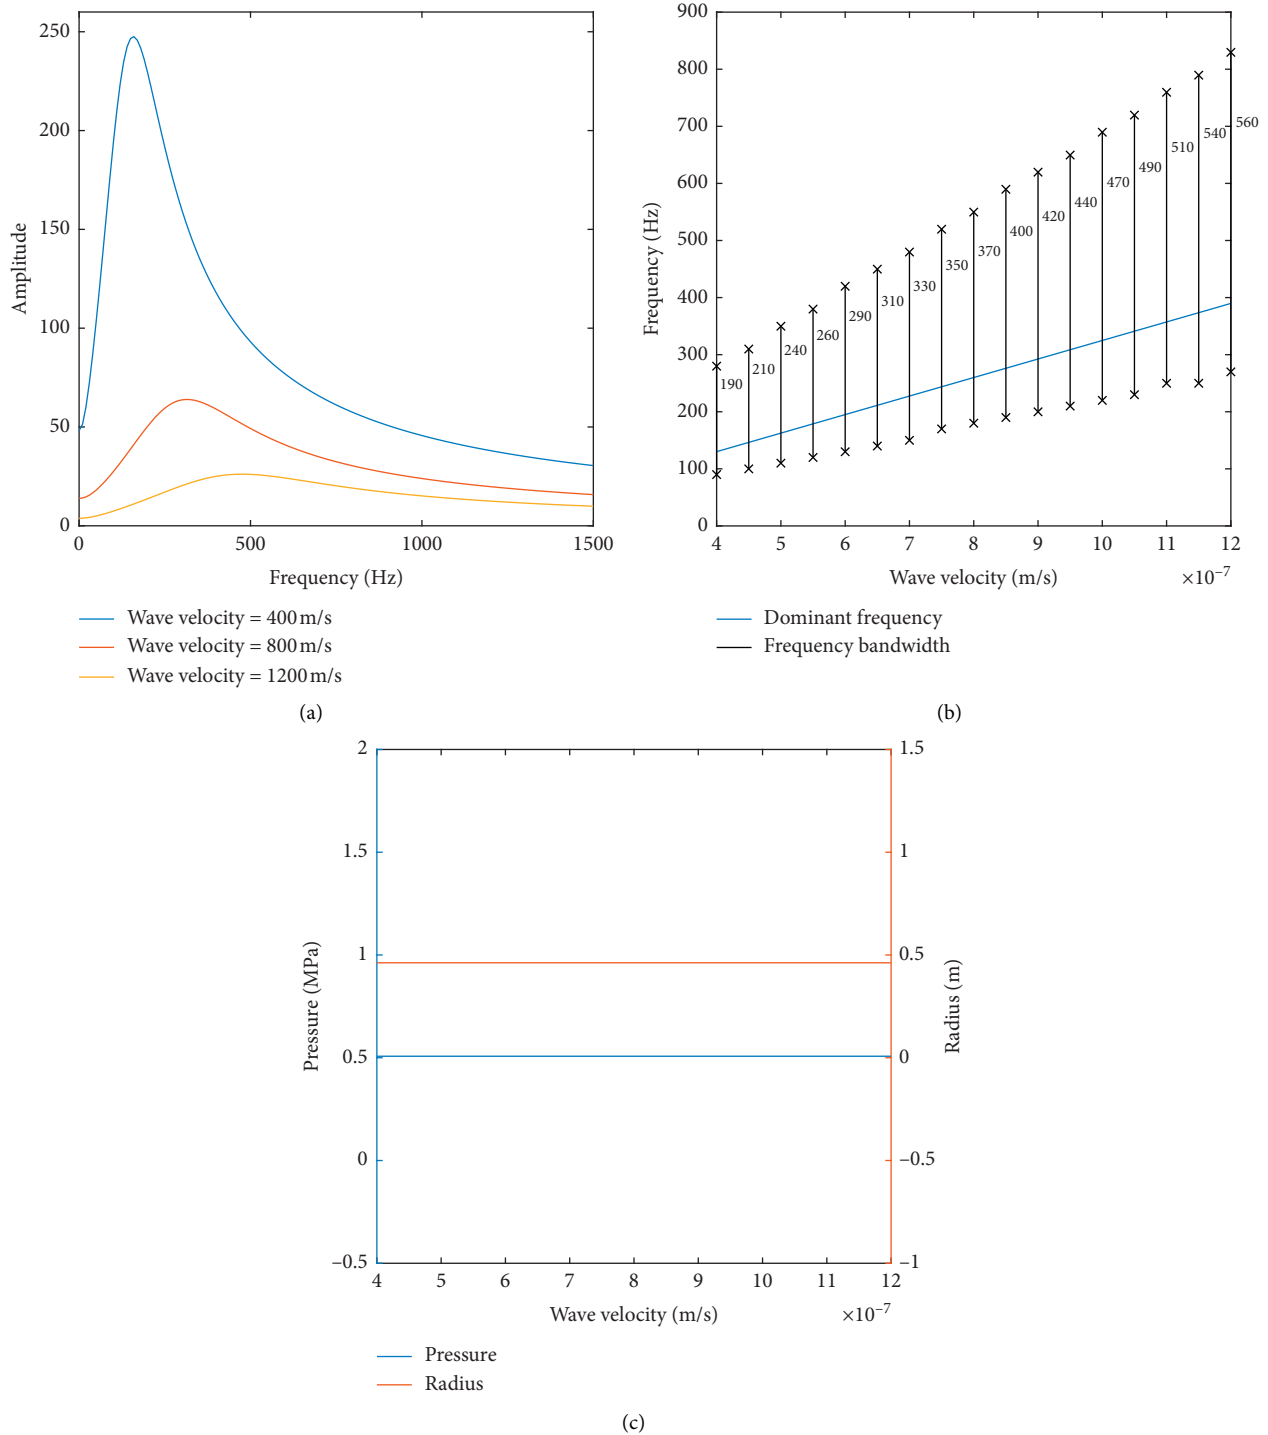 250
200
150
100
50
0
Amplitude
0 500 1000 1500
Frequency (Hz)
Wave velocity = 400 m/s
Wave velocity = 800 m/s
Wave velocity = 1200 m/s
(a)
900
800
700
600
500
400
300
200
100
0
Frequency (Hz)
190 210 240 260 290 310 330 350 370 400 420 440 470 490 510 540 560
4 5 6 7 8 9 10 11 12
Wave velocity (m/s) ×10⁻⁷
Dominant frequency
Frequency bandwidth
(b)
2
1.5
1
0.5
0
–0.5
Pressure (MPa)
1.5
1
0.5
0
–0.5
–1
Radius (m)
4 5 6 7 8 9 10 11 12
Wave velocity (m/s) ×10⁻⁷
Pressure
Radius
(c)